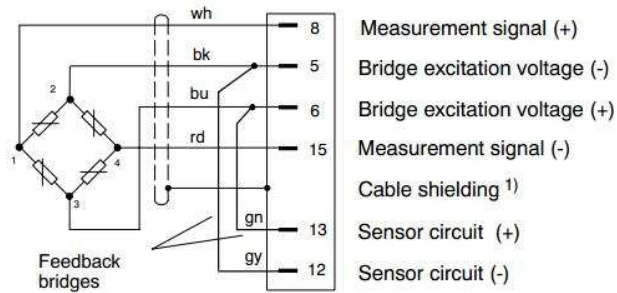 wh 8 Measurement signal (+)
bk 5 Bridge excitation voltage (-)
2
bu 6 Bridge excitation voltage (+)
rd 15 Measurement signal (-)
1 4
Cable shielding 1)
3
gn 13 Sensor circuit (+)
Feedback
bridges
gy 12 Sensor circuit (-)